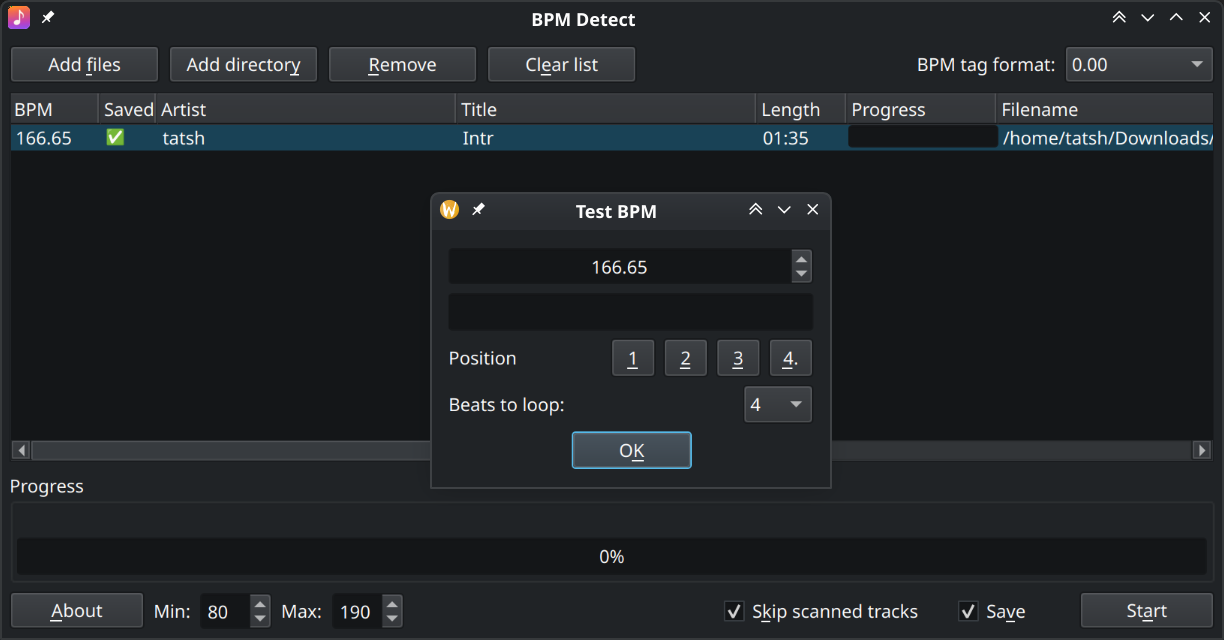 BPM Detect
Add files Add directory Remove Clear list BPM tag format: 0.00
BPM Saved Artist Title Length Progress Filename
166.65 ✅ tatsh Intr 01:35 /home/tatsh/Downloads/
W Test BPM
166.65
Position 1 2 3 4.
Beats to loop: 4
OK
Progress
0%
About Min: 80 Max: 190 Skip scanned tracks Save Start